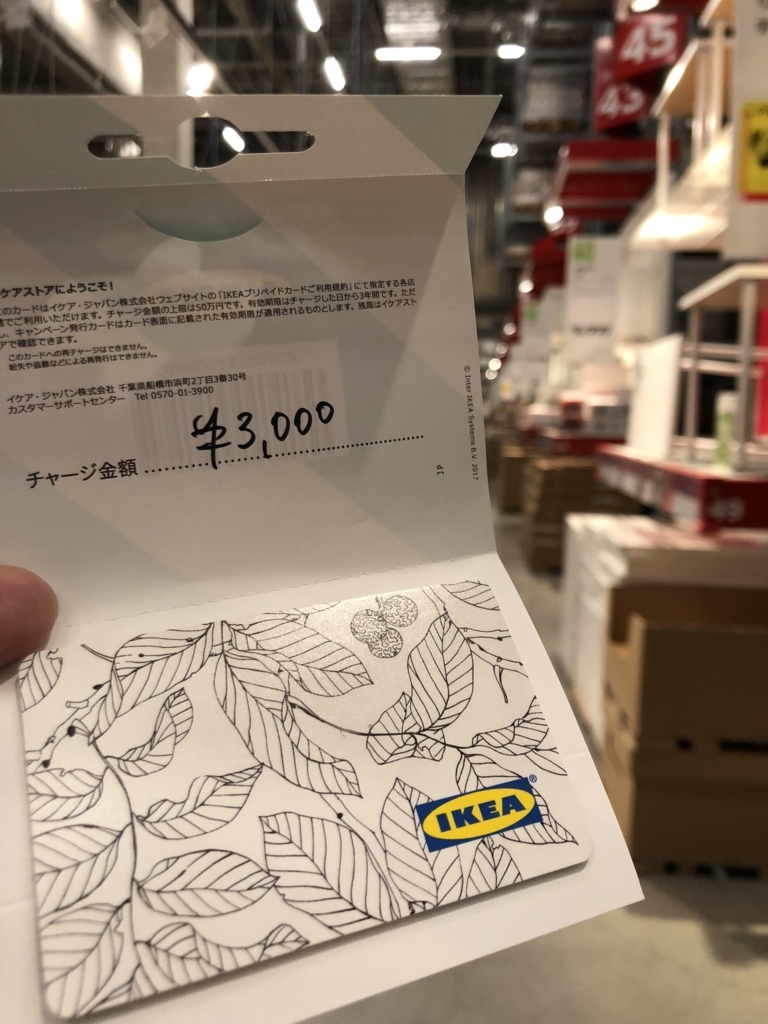 45
43
ケアストアにようこそ!
このカードはイケア・ジャパン株式会社ウェブサイトの「IKEAプリペイドカードご利用規約」にて指定する各店
でご利用いただけます。チャージ金額の上限は50万円です。有効期限はチャージした日から3年間です。ただ
し、キャンペーン発行カードはカード表面に記載された有効期限が適用されるものとします。残高はイケアスト
アで確認できます。
このカードへの再チャージはできません。
紛失や盗難などによる再発行はできません。
イケア・ジャパン株式会社 千葉県船橋市浜町2丁目3番30号
カスタマーサポートセンター Tel 0570-01-3900
¥3,000
チャージ金額
© Inter IKEA Systems B.V. 2017
JP
49
IKEA®